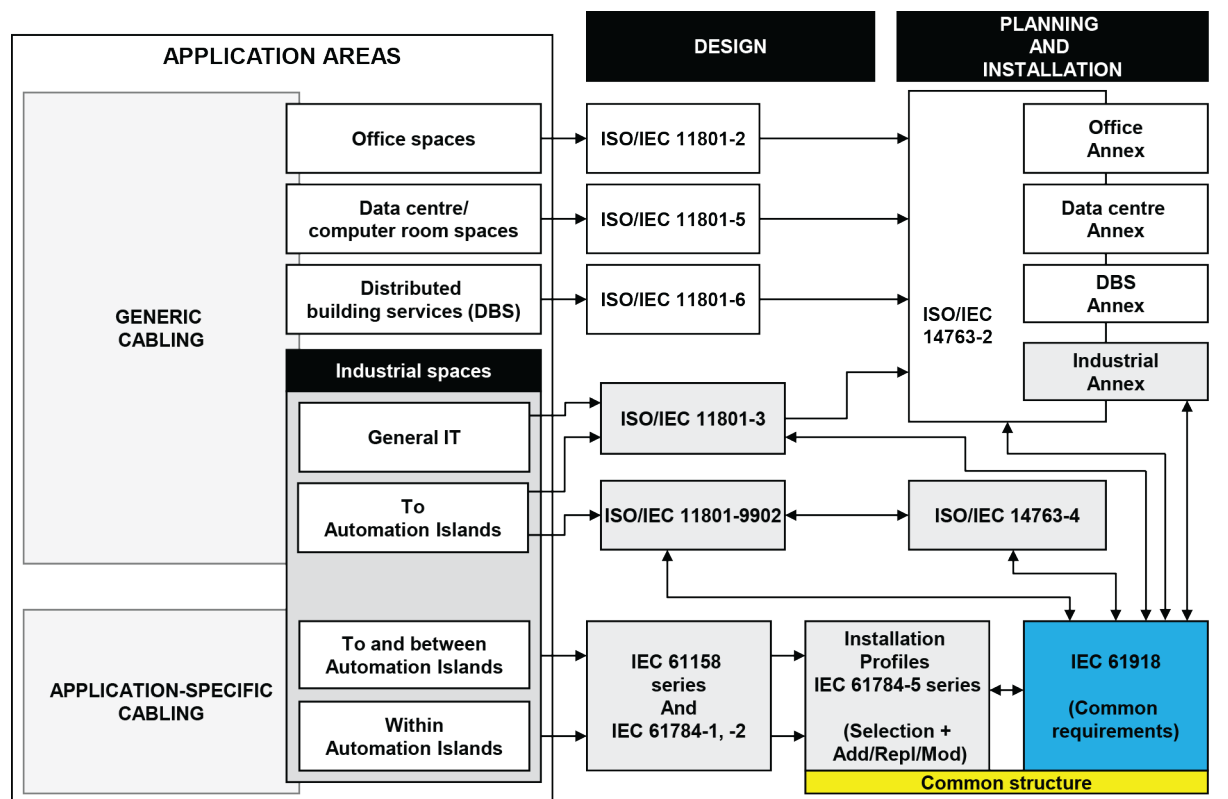 APPLICATION AREAS
DESIGN
PLANNING
AND
INSTALLATION
GENERIC
CABLING
Office spaces
ISO/IEC 11801-2
Office
Annex
Data centre/
computer room spaces
ISO/IEC 11801-5
Data centre
Annex
Distributed
building services (DBS)
ISO/IEC 11801-6
DBS
Annex
ISO/IEC
14763-2
Industrial
Annex
Industrial spaces
General IT
ISO/IEC 11801-3
To
Automation Islands
ISO/IEC 11801-9902
ISO/IEC 14763-4
APPLICATION-SPECIFIC
CABLING
To and between
Automation Islands
Within
Automation Islands
IEC 61158
series
And
IEC 61784-1, -2
Installation
Profiles
IEC 61784-5 series
(Selection +
Add/Repl/Mod)
IEC 61918
(Common
requirements)
Common structure